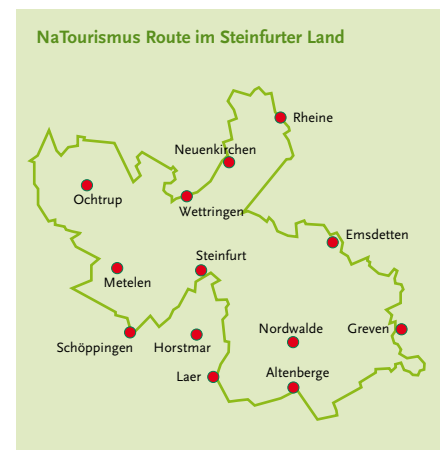 NaTourismus Route im Steinfurter Land
Rheine
Neuenkirchen
Ochtrup
Wettringen
Emsdetten
Steinfurt
Metelen
Nordwalde
Greven
Schöppingen
Horstmar
Laer
Altenberge